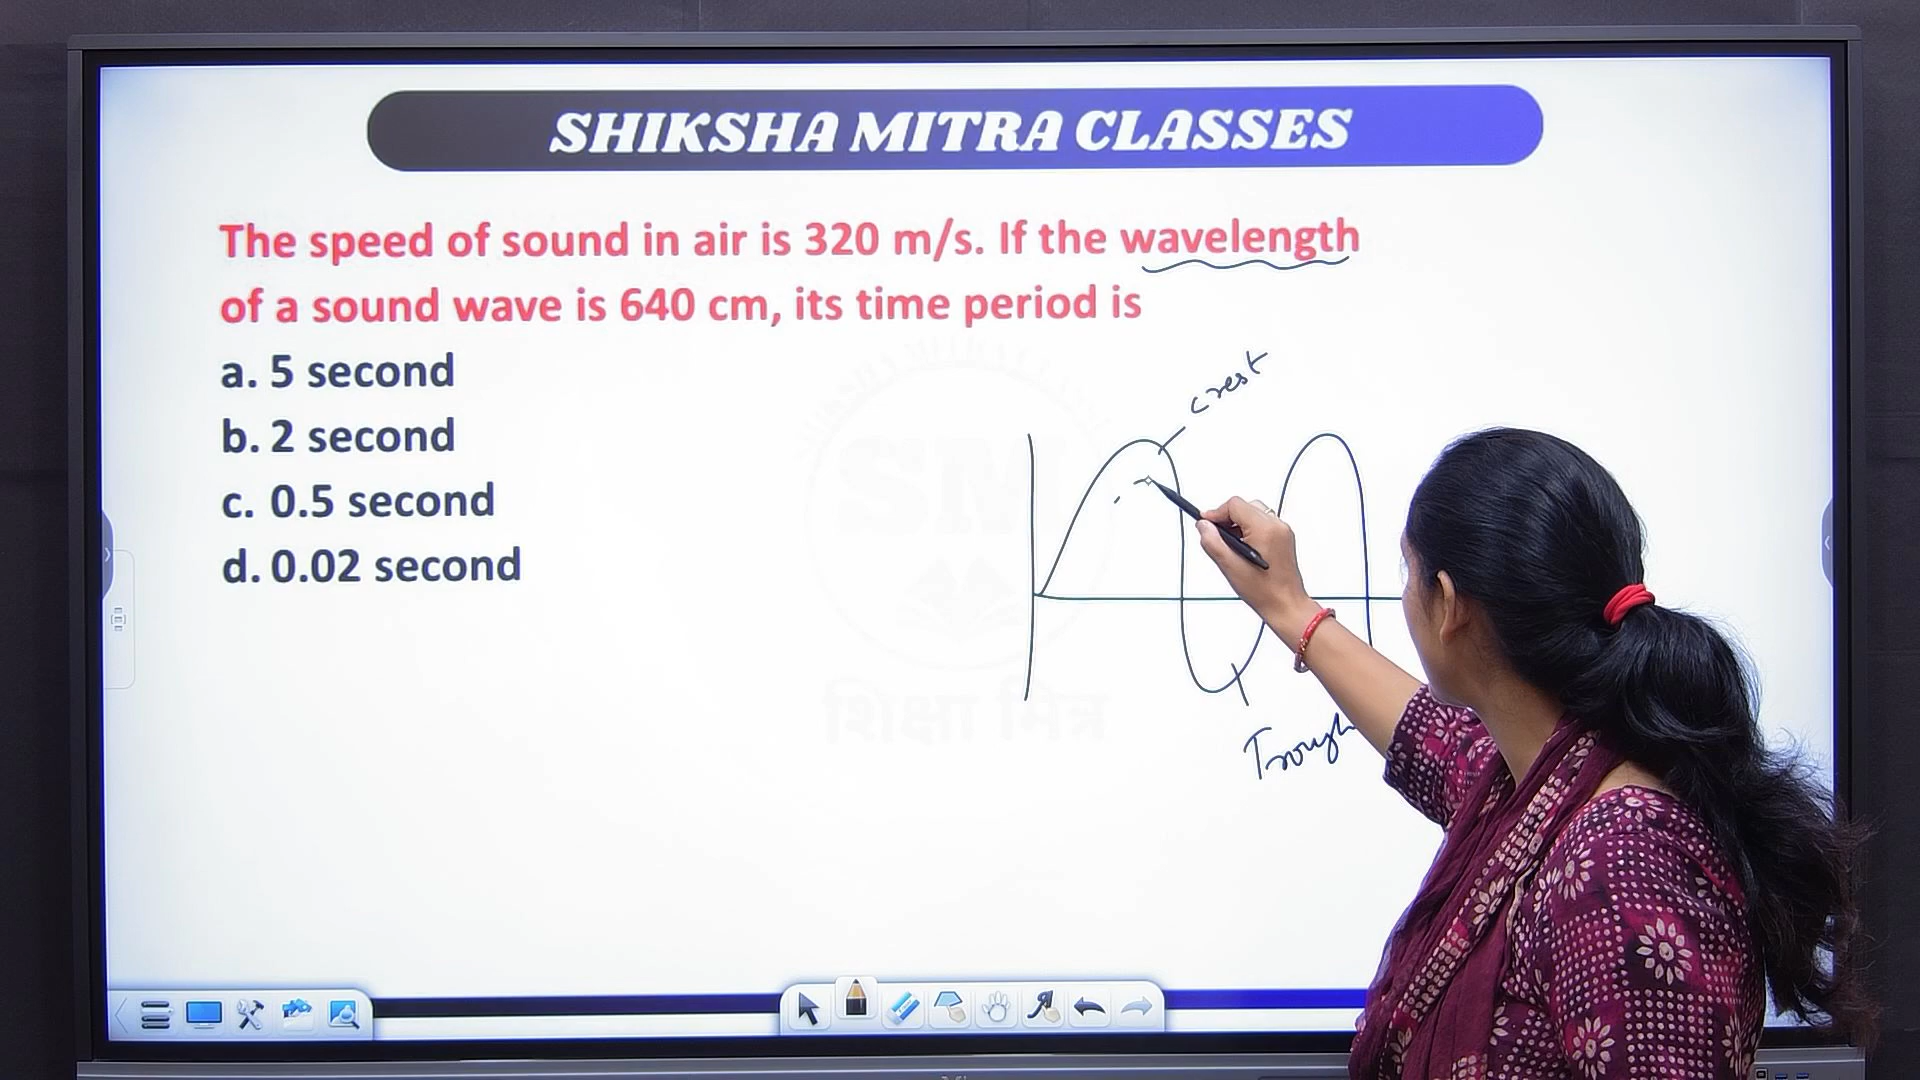 SHIKSHA MITRA CLASSES
The speed of sound in air is 320 m/s. If the wavelength
of a sound wave is 640 cm, its time period is
a. 5 second
b. 2 second
c. 0.5 second
d. 0.02 second
crest
Trough
SM
शिक्षा मित्र